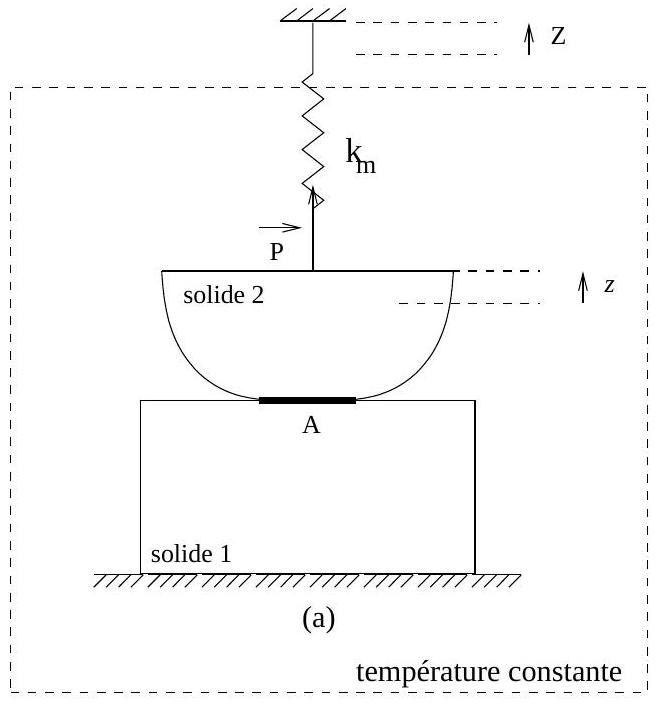 Z
k_m
P
solide 2
z
A
solide 1
(a)
température constante